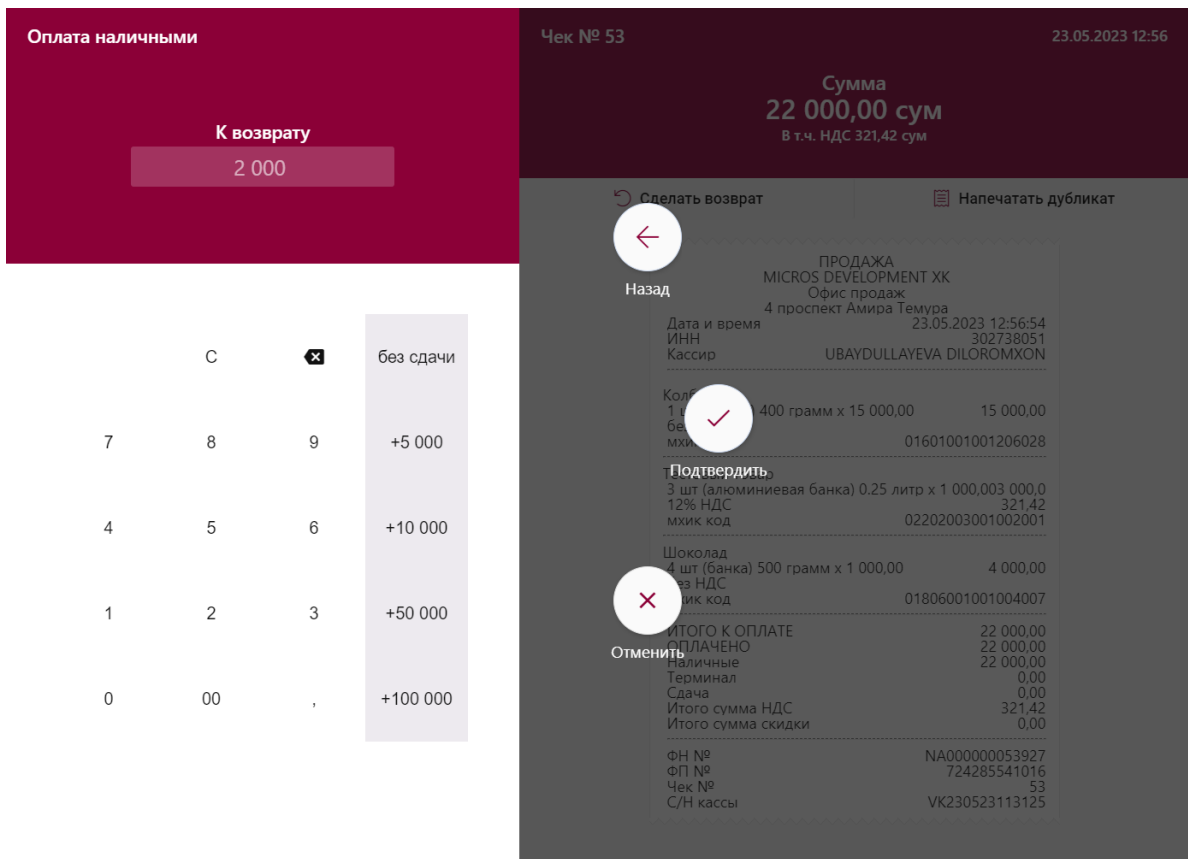 Оплата наличными
К возврату
2 000
C
без сдачи
7 8 9 +5 000
4 5 6 +10 000
1 2 3 +50 000
0 00 , +100 000
Чек № 53
23.05.2023 12:56
Сумма
22 000,00 сум
В т.ч. НДС 321,42 сум
Сделать возврат
Напечатать дубликат
Назад
Подтвердить
Отменить
ПРОДАЖА
MICROS DEVELOPMENT XK
Офис продаж
4 проспект Амира Темура
Дата и время 23.05.2023 12:56:54
ИНН 302738051
Кассир UBAYDULLAYEVA DILOROMXON
1 400 грамм x 15 000,00 15 000,00
01601001001206028
3 шт (алюминиевая банка) 0.25 литр x 1 000,003 000,0
12% НДС 321,42
мхик код 02202003001002001
Шоколад
4 шт (банка) 500 грамм x 1 000,00 4 000,00
НДС
код 01806001001004007
ИТОГО К ОПЛАТЕ 22 000,00
ОПЛАЧЕНО 22 000,00
Наличные 22 000,00
Терминал 0,00
Сдача 0,00
Итого сумма НДС 321,42
Итого сумма скидки 0,00
ФН № NA000000053927
ФП № 724285541016
Чек № 53
С/Н кассы VK230523113125